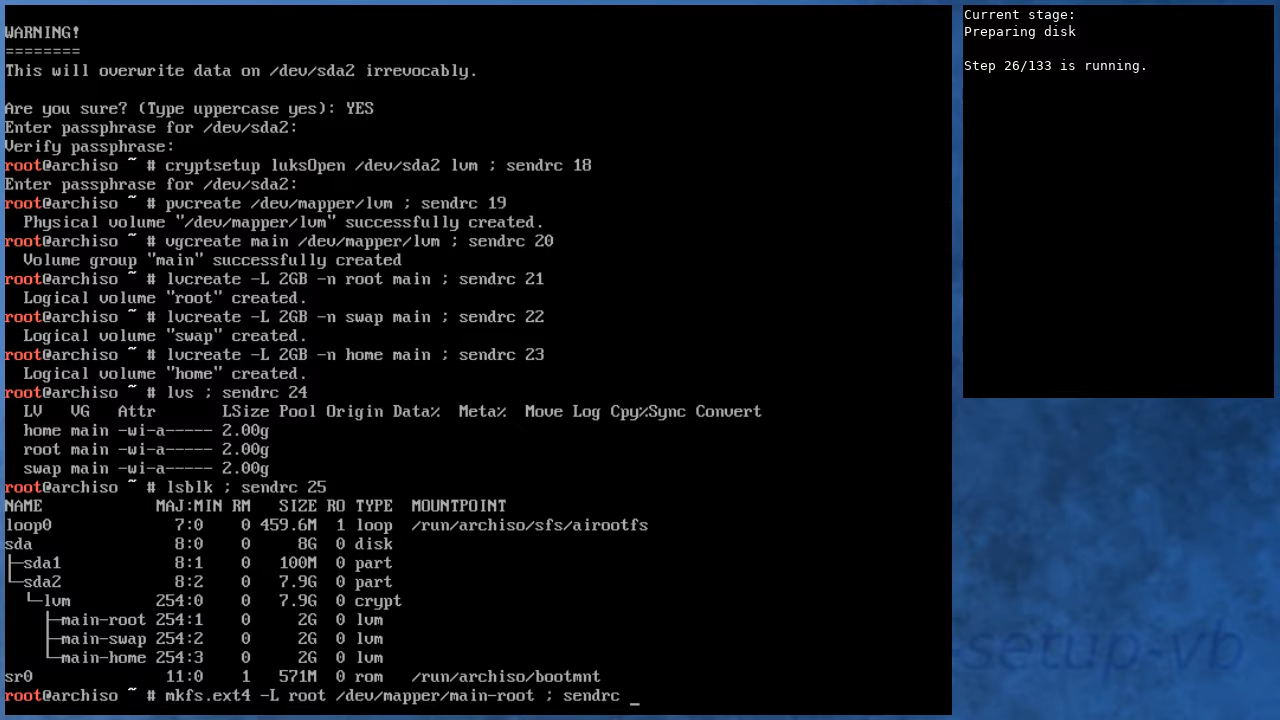 WARNING!
========
This will overwrite data on /dev/sda2 irrevocably.
Are you sure? (Type uppercase yes): YES
Enter passphrase for /dev/sda2:
Verify passphrase:
root@archiso ~ # cryptsetup luksOpen /dev/sda2 lvm ; sendrc 18
Enter passphrase for /dev/sda2:
root@archiso ~ # pvcreate /dev/mapper/lvm ; sendrc 19
  Physical volume "/dev/mapper/lvm" successfully created.
root@archiso ~ # vgcreate main /dev/mapper/lvm ; sendrc 20
  Volume group "main" successfully created
root@archiso ~ # lvcreate -L 2GB -n root main ; sendrc 21
  Logical volume "root" created.
root@archiso ~ # lvcreate -L 2GB -n swap main ; sendrc 22
  Logical volume "swap" created.
root@archiso ~ # lvcreate -L 2GB -n home main ; sendrc 23
  Logical volume "home" created.
root@archiso ~ # lvs ; sendrc 24
  LV   VG   Attr       LSize Pool Origin Data%  Meta%  Move Log Cpy%Sync Convert
  home main -wi-a----- 2.00g
  root main -wi-a----- 2.00g
  swap main -wi-a----- 2.00g
root@archiso ~ # lsblk ; sendrc 25
NAME            MAJ:MIN RM   SIZE RO TYPE  MOUNTPOINT
loop0             7:0    0 459.6M  1 loop  /run/archiso/sfs/airootfs
sda               8:0    0     8G  0 disk
├─sda1            8:1    0   100M  0 part
└─sda2            8:2    0   7.9G  0 part
  └─lvm         254:0    0   7.9G  0 crypt
    ├─main-root 254:1    0     2G  0 lvm
    ├─main-swap 254:2    0     2G  0 lvm
    └─main-home 254:3    0     2G  0 lvm
sr0              11:0    1   571M  0 rom   /run/archiso/bootmnt
root@archiso ~ # mkfs.ext4 -L root /dev/mapper/main-root ; sendrc _
Current stage:
Preparing disk
Step 26/133 is running.
setup-vb